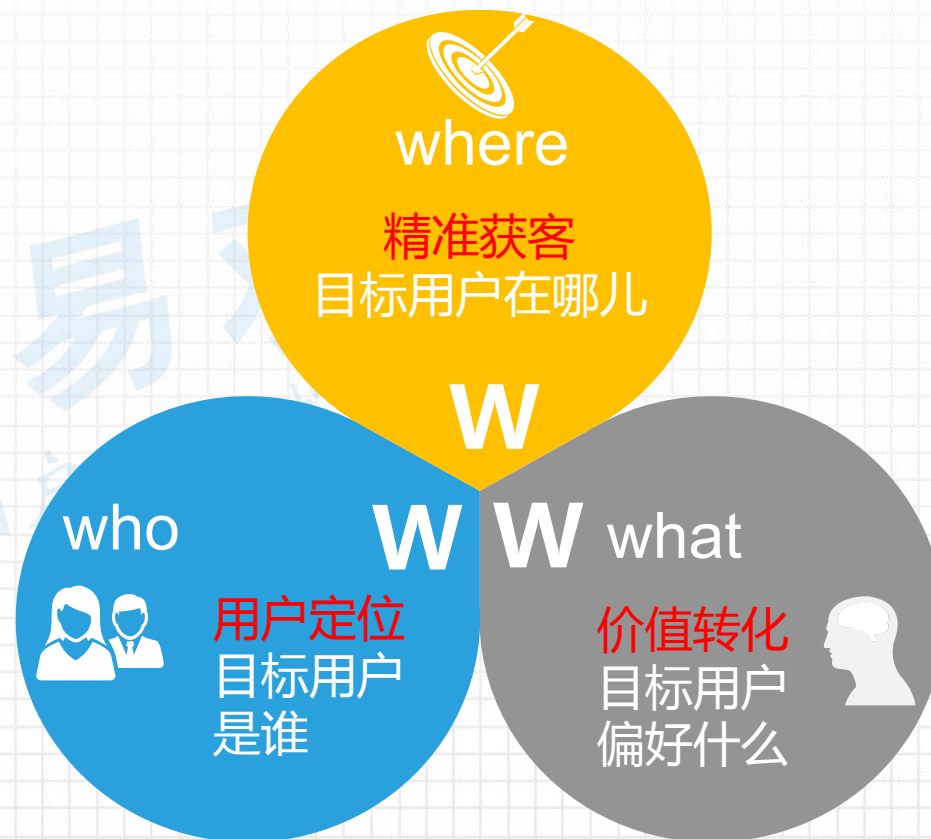 where
精准获客
目标用户在哪儿
W
who
W
用户定位
目标用户
是谁
W
what
价值转化
目标用户
偏好什么
易